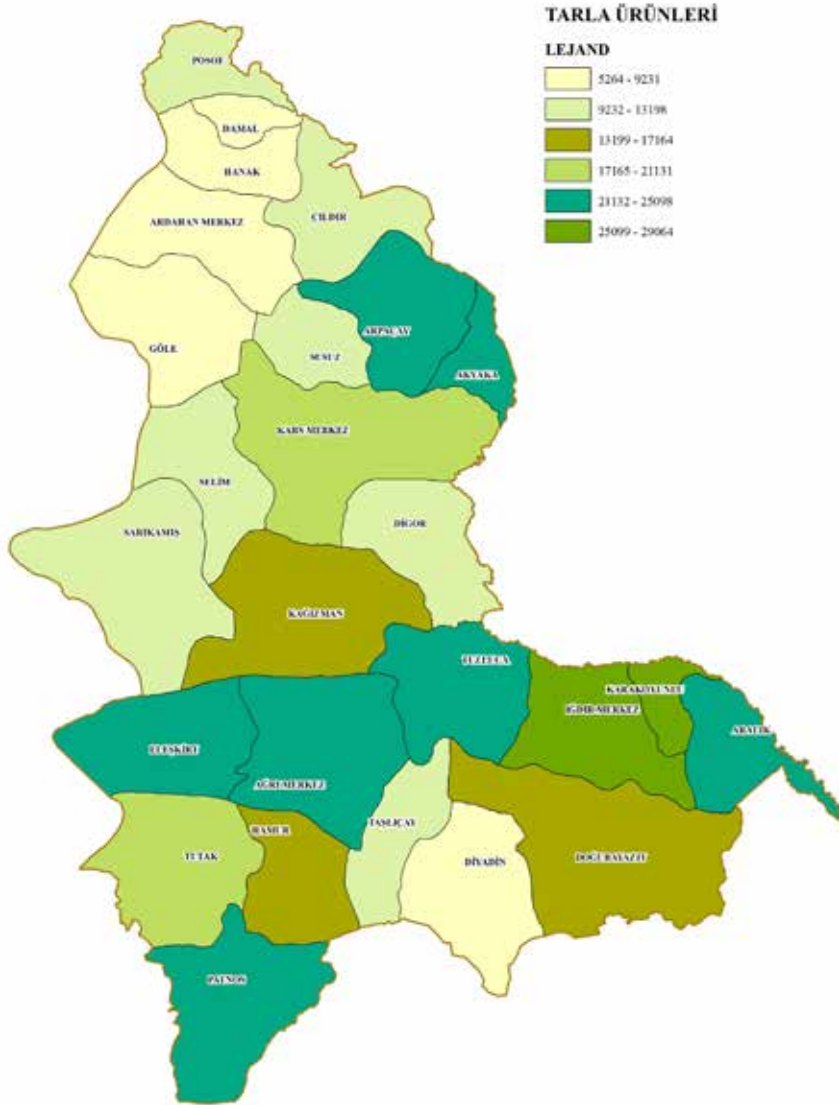 TARLA ÜRÜNLERİ
LEJAND
5264 - 9231
9232 - 13198
13199 - 17164
17165 - 21131
21132 - 25098
25099 - 29064
POSOF
DAMAL
HANAK
ARDAHAN MERKEZ
ÇILDIR
GÖLE
SUSUZ
ARPAÇAY
AKYAKA
KARS MERKEZ
SELİM
SARIKAMIŞ
DİGOR
KAĞIZMAN
TUZLUCA
KARAKOYUNLU
IĞDIR MERKEZ
ARALIK
ELEŞKİRT
AĞRI MERKEZ
TAŞLIÇAY
HAMUR
TUTAK
DİYADİN
DOĞUBAYAZIT
PATNOS